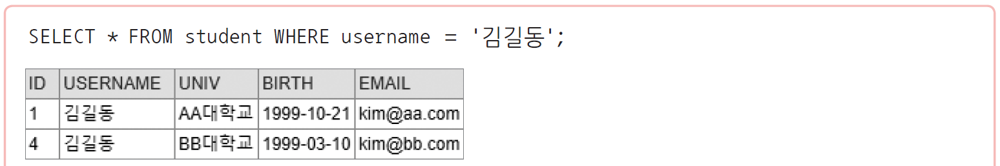 SELECT * FROM student WHERE username = '김길동';
ID USERNAME UNIV BIRTH EMAIL
1 김길동 AA대학교 1999-10-21 kim@aa.com
4 김길동 BB대학교 1999-03-10 kim@bb.com